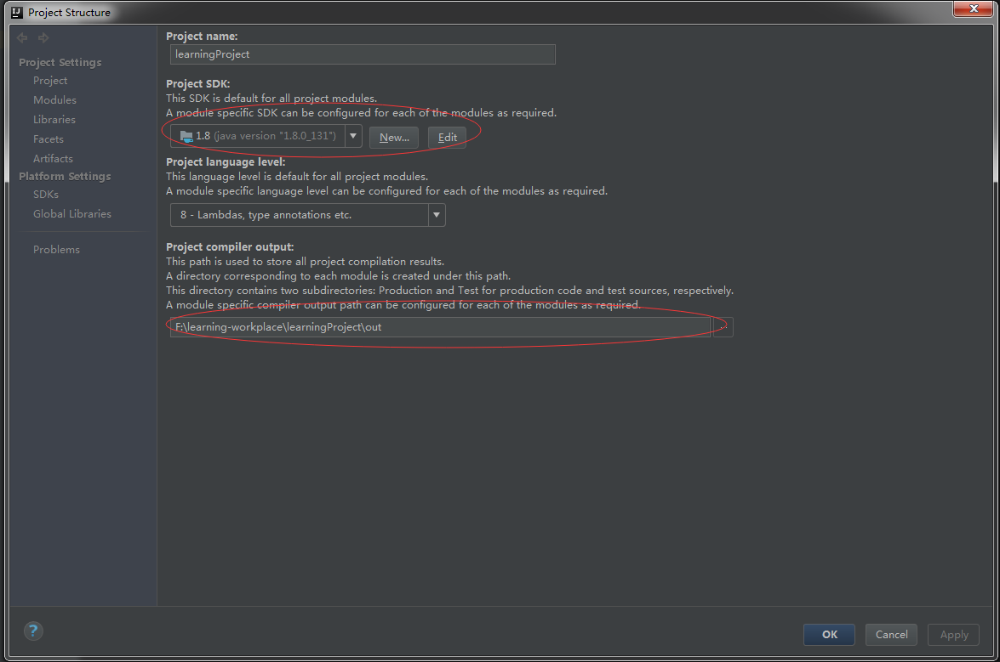 Project Structure
Project Settings
Project
Modules
Libraries
Facets
Artifacts
Platform Settings
SDKs
Global Libraries
Problems
Project name:
learningProject
Project SDK:
This SDK is default for all project modules.
A module specific SDK can be configured for each of the modules as required.
1.8 (java version "1.8.0_131") New... Edit
Project language level:
This language level is default for all project modules.
A module specific language level can be configured for each of the modules as required.
8 - Lambdas, type annotations etc.
Project compiler output:
This path is used to store all project compilation results.
A directory corresponding to each module is created under this path.
This directory contains two subdirectories: Production and Test for production code and test sources, respectively.
A module specific compiler output path can be configured for each of the modules as required.
F:\learning-workplace\learningProject\out ...
? OK Cancel Apply